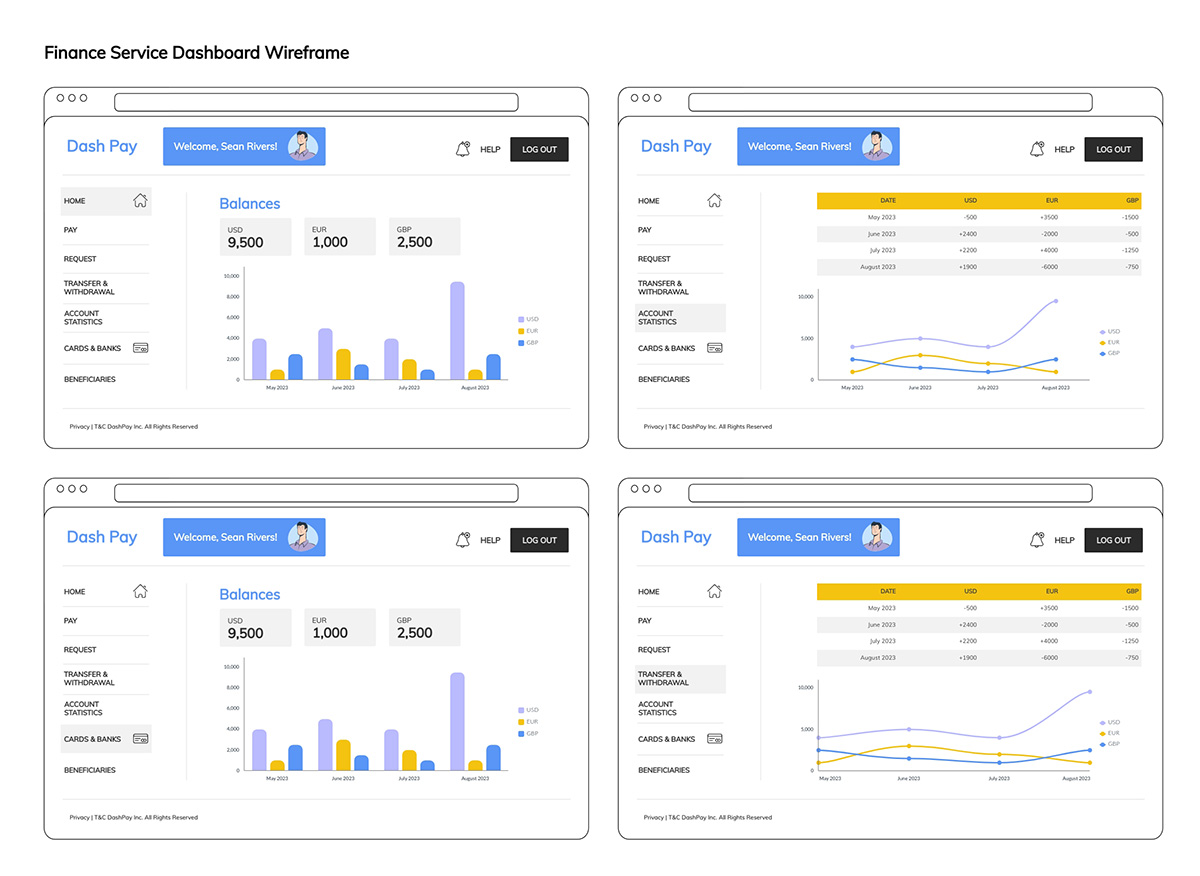 Finance Service Dashboard Wireframe
Dash Pay
Welcome, Sean Rivers!
HELP
LOG OUT
HOME
PAY
REQUEST
TRANSFER &
WITHDRAWAL
ACCOUNT
STATISTICS
CARDS & BANKS
BENEFICIARIES
Balances
USD EUR GBP
9,500 1,000 2,500
10,000
8,000
6,000
4,000
2,000
0
May 2023 June 2023 July 2023 August 2023
USD
EUR
GBP
Privacy | T&C DashPay Inc. All Rights Reserved
Dash Pay
Welcome, Sean Rivers!
HELP
LOG OUT
HOME
PAY
REQUEST
TRANSFER &
WITHDRAWAL
ACCOUNT
STATISTICS
CARDS & BANKS
BENEFICIARIES
DATE USD EUR GBP
May 2023 -500 +3500 -1500
June 2023 +2400 -2000 -500
July 2023 +2200 +4000 -1250
August 2023 +1900 -6000 -750
10,000
5,000
0
May 2023 June 2023 July 2023 August 2023
USD
EUR
GBP
Privacy | T&C DashPay Inc. All Rights Reserved
Dash Pay
Welcome, Sean Rivers!
HELP
LOG OUT
HOME
PAY
REQUEST
TRANSFER &
WITHDRAWAL
ACCOUNT
STATISTICS
CARDS & BANKS
BENEFICIARIES
Balances
USD EUR GBP
9,500 1,000 2,500
10,000
8,000
6,000
4,000
2,000
0
May 2023 June 2023 July 2023 August 2023
USD
EUR
GBP
Privacy | T&C DashPay Inc. All Rights Reserved
Dash Pay
Welcome, Sean Rivers!
HELP
LOG OUT
HOME
PAY
REQUEST
TRANSFER &
WITHDRAWAL
ACCOUNT
STATISTICS
CARDS & BANKS
BENEFICIARIES
DATE USD EUR GBP
May 2023 -500 +3500 -1500
June 2023 +2400 -2000 -500
July 2023 +2200 +4000 -1250
August 2023 +1900 -6000 -750
10,000
5,000
0
May 2023 June 2023 July 2023 August 2023
USD
EUR
GBP
Privacy | T&C DashPay Inc. All Rights Reserved